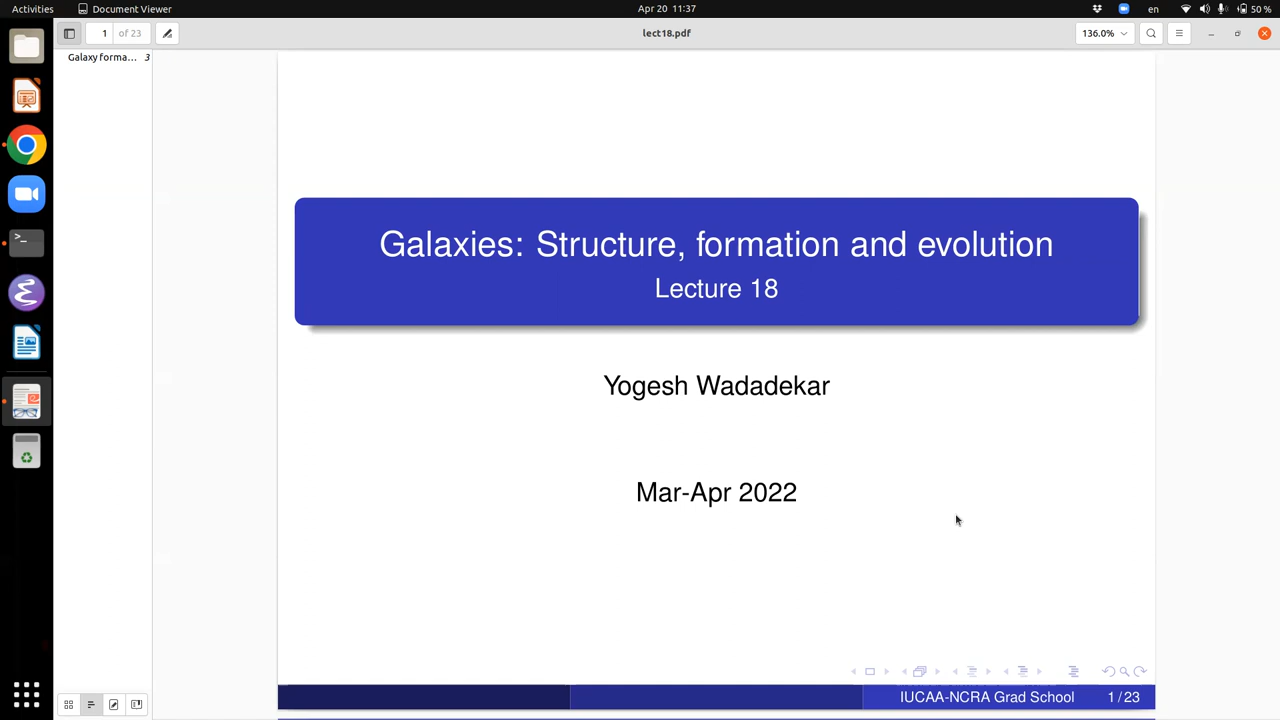 Activities
Document Viewer
Apr 20 11:37
en
50 %
1 of 23
lect18.pdf
136.0%
Galaxy forma... 3
Galaxies: Structure, formation and evolution
Lecture 18
Yogesh Wadadekar
Mar-Apr 2022
IUCAA-NCRA Grad School
1 / 23